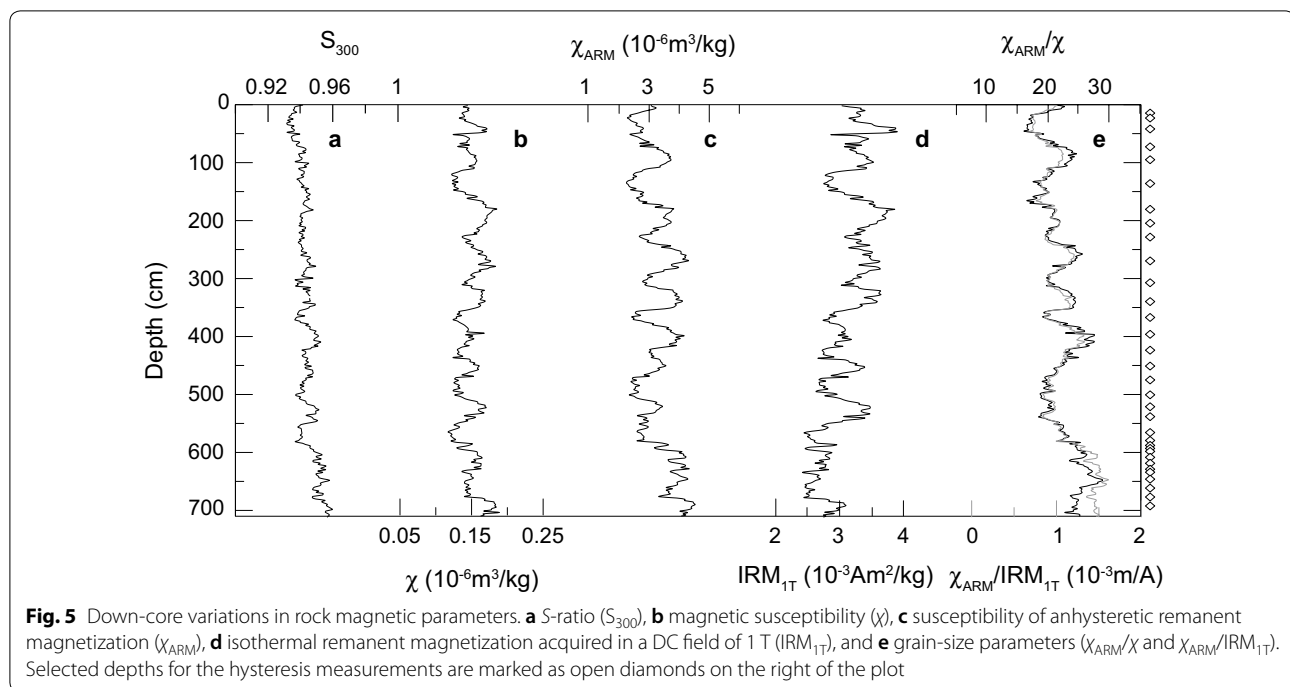 S300 χARM (10-6m3/kg) χARM/χ
0.92 0.96 1 1 3 5 10 20 30
0
100
200
300
400
500
600
700
Depth (cm)
a b c d e
0.05 0.15 0.25 2 3 4 0 1 2
χ (10-6m3/kg) IRM1T (10-3Am2/kg) χARM/IRM1T (10-3m/A)
Fig. 5 Down-core variations in rock magnetic parameters. a S-ratio (S300), b magnetic susceptibility (χ), c susceptibility of anhysteretic remanent
magnetization (χARM), d isothermal remanent magnetization acquired in a DC field of 1 T (IRM1T), and e grain-size parameters (χARM/χ and χARM/IRM1T).
Selected depths for the hysteresis measurements are marked as open diamonds on the right of the plot